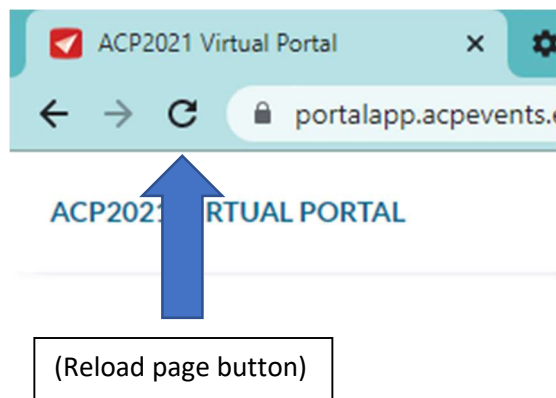 ACP2021 Virtual Portal
portalapp.acpevents.
ACP2021 RTUAL PORTAL
(Reload page button)